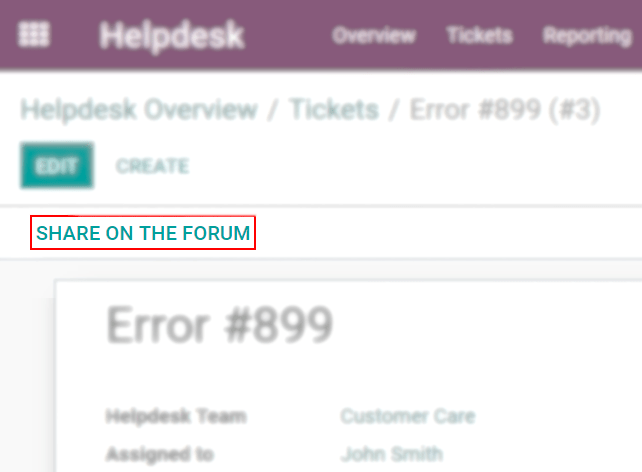 Helpdesk Overview Tickets Reporting
Helpdesk Overview / Tickets / Error #899 (#3)
EDIT CREATE
SHARE ON THE FORUM
Error #899
Helpdesk Team Customer Care
Assigned to John Smith